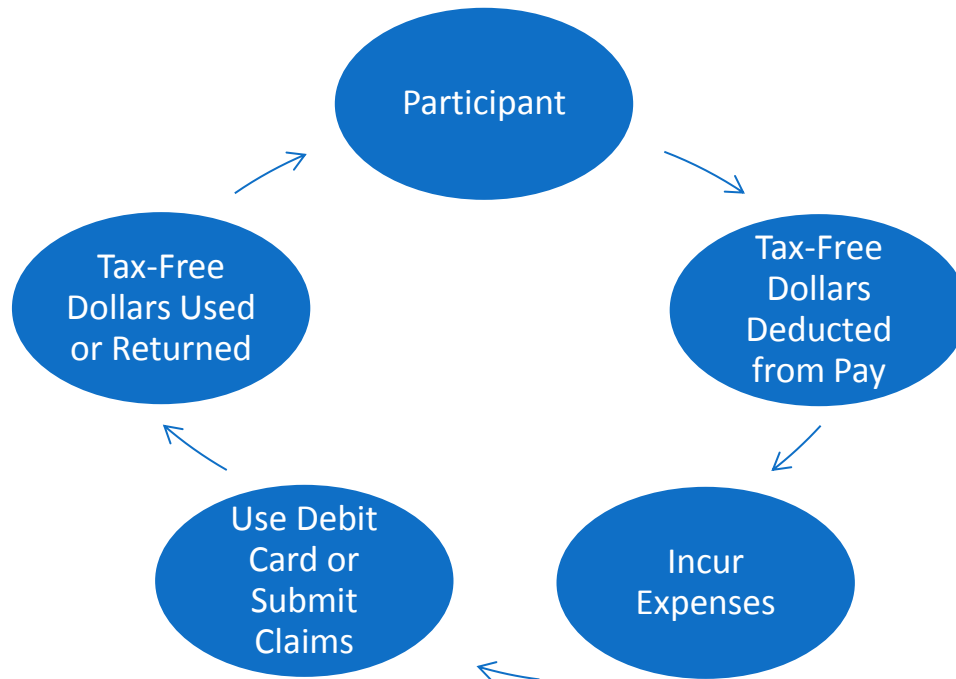 Participant
Tax-Free
Dollars
Deducted
from Pay
Incur
Expenses
Use Debit
Card or
Submit
Claims
Tax-Free
Dollars Used
or Returned